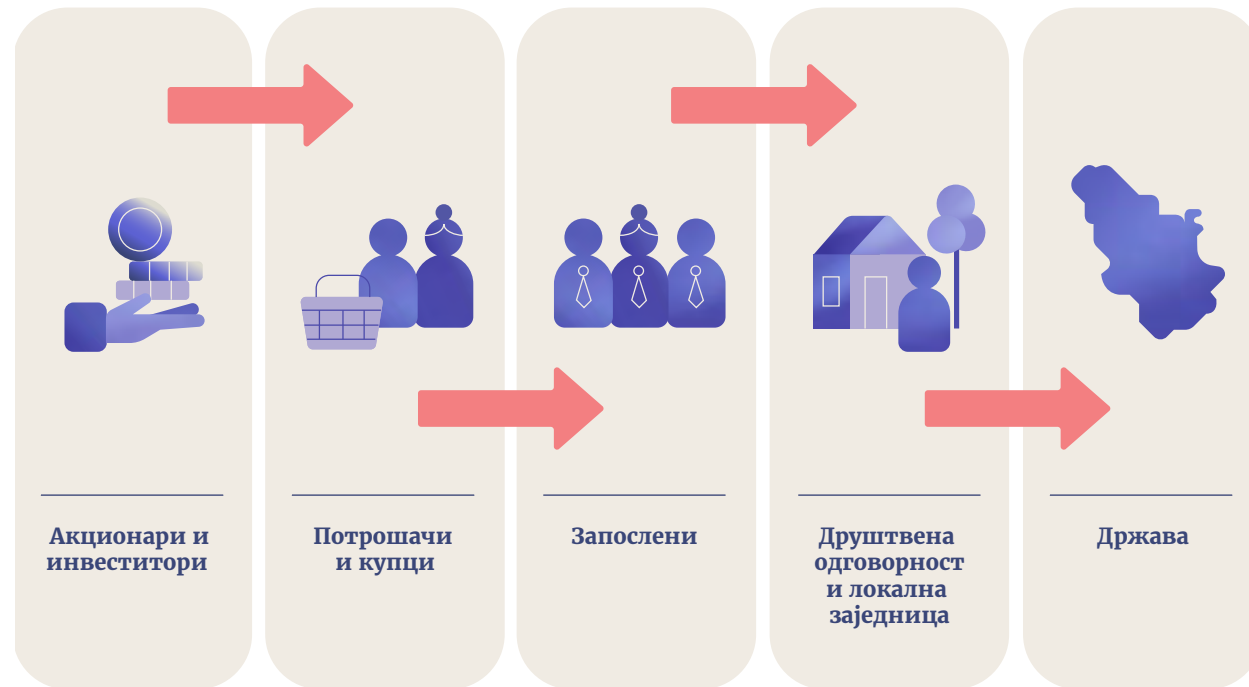 Акционари и
инвеститори
Потрошачи
и купци
Запослени
Друштвена
одговорност
и локална
заједница
Држава